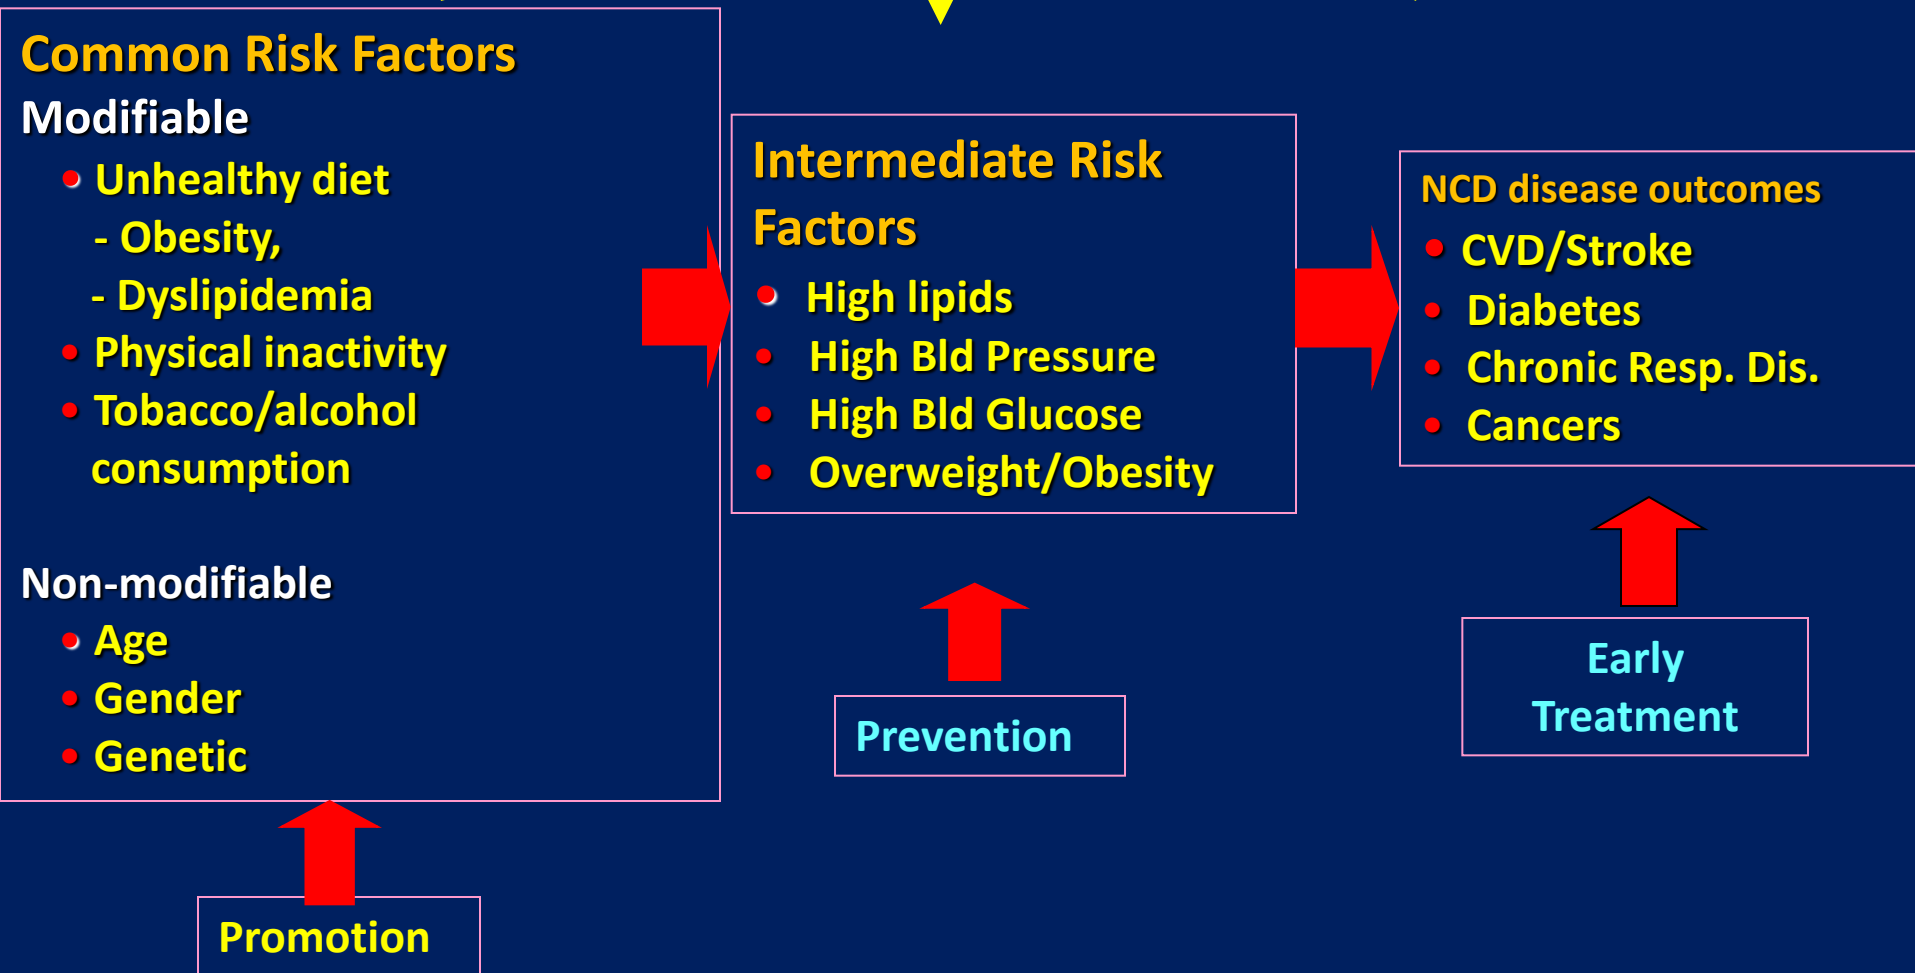 Common Risk Factors
Modifiable
• Unhealthy diet
- Obesity,
- Dyslipidemia
• Physical inactivity
• Tobacco/alcohol
consumption
Non-modifiable
• Age
• Gender
• Genetic
Intermediate Risk
Factors
• High lipids
• High Bld Pressure
• High Bld Glucose
• Overweight/Obesity
NCD disease outcomes
• CVD/Stroke
• Diabetes
• Chronic Resp. Dis.
• Cancers
Promotion
Prevention
Early
Treatment